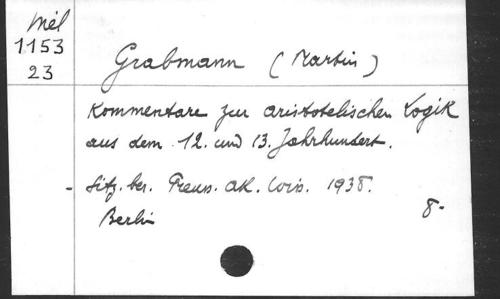 Mél
1153
23
Grabmann (Martin)
Kommentare zur aristotelischen Logik
aus dem 12. und 13. Jahrhundert.
- Sitz. ber. Preuss. Ak. Wiss. 1938.
Berlin 8-